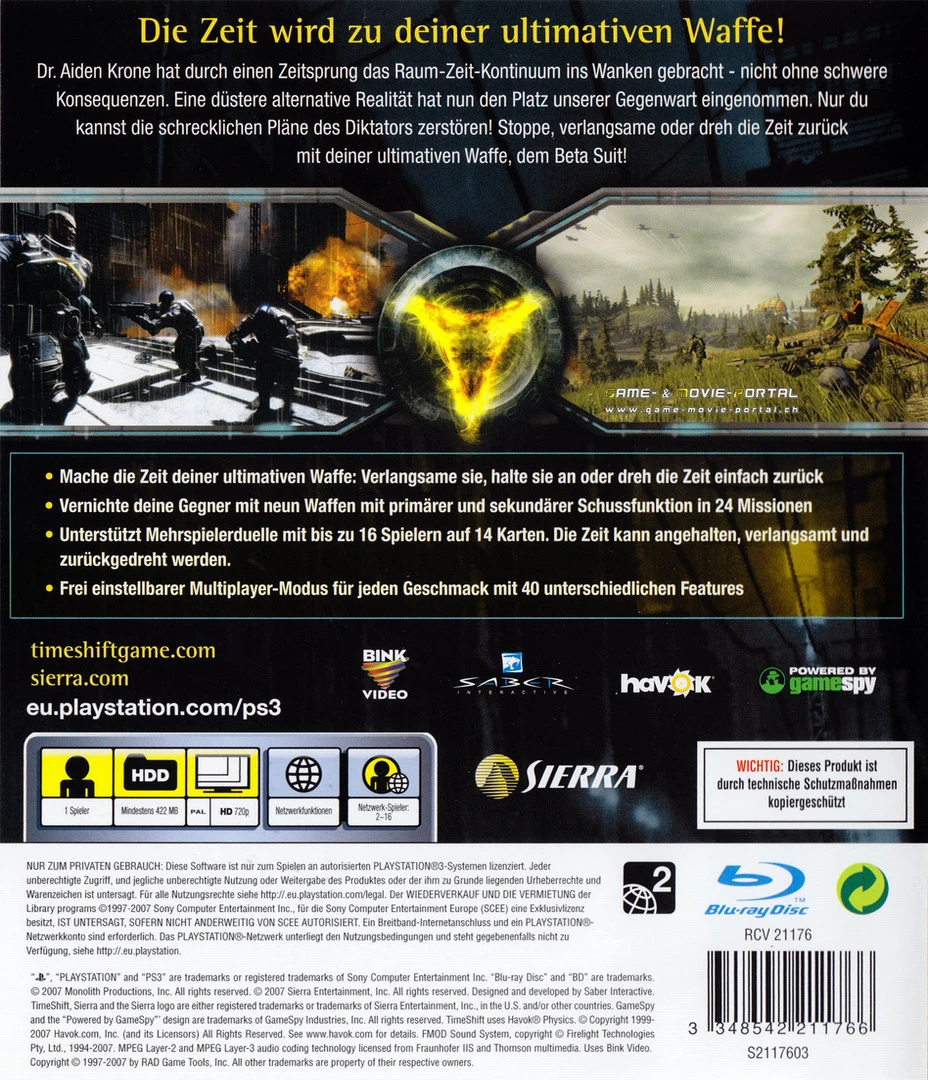 Die Zeit wird zu deiner ultimativen Waffe!
Dr. Aiden Krone hat durch einen Zeitsprung das Raum-Zeit-Kontinuum ins Wanken gebracht - nicht ohne schwere
Konsequenzen. Eine düstere alternative Realität hat nun den Platz unserer Gegenwart eingenommen. Nur du
kannst die schrecklichen Pläne des Diktators zerstören! Stoppe, verlangsame oder dreh die Zeit zurück
mit deiner ultimativen Waffe, dem Beta Suit!
GAME- & MOVIE-PORTAL
www.game-movie-portal.ch
• Mache die Zeit deiner ultimativen Waffe: Verlangsame sie, halte sie an oder dreh die Zeit einfach zurück
• Vernichte deine Gegner mit neun Waffen mit primärer und sekundärer Schussfunktion in 24 Missionen
• Unterstützt Mehrspielerduelle mit bis zu 16 Spielern auf 14 Karten. Die Zeit kann angehalten, verlangsamt und
zurückgedreht werden.
• Frei einstellbarer Multiplayer-Modus für jeden Geschmack mit 40 unterschiedlichen Features
timeshiftgame.com
sierra.com
eu.playstation.com/ps3
BINK
VIDEO
SABER
INTERACTIVE
havok
POWERED BY
gamespy
HDD
1 Spieler
Mindestens 422 MB
PAL HD 720p
Netzwerkfunktionen
Netzwerk-Spieler:
2–16
SIERRA®
WICHTIG: Dieses Produkt ist
durch technische Schutzmaßnahmen
kopiergeschützt
NUR ZUM PRIVATEN GEBRAUCH: Diese Software ist nur zum Spielen an autorisierten PLAYSTATION®3-Systemen lizenziert. Jeder
unberechtigte Zugriff, und jegliche unberechtigte Nutzung oder Weitergabe des Produktes oder der ihm zu Grunde liegenden Urheberrechte und
Warenzeichen ist untersagt. Für alle Nutzungsrechte siehe http://.eu.playstation.com/legal. Der WIEDERVERKAUF UND DIE VERMIETUNG der
Library programs ©1997-2007 Sony Computer Entertainment Inc., für die Sony Computer Entertainment Europe (SCEE) eine Exklusivlizenz
besitzt, IST UNTERSAGT, SOFERN NICHT ANDERWEITIG VON SCEE AUTORISIERT. Ein Breitband-Internetanschluss und ein PLAYSTATION®-
Netzwerkkonto sind erforderlich. Das PLAYSTATION®-Netzwerk unterliegt den Nutzungsbedingungen und steht gegebenenfalls nicht zu
Verfügung, siehe http://.eu.playstation.
2
Blu-ray Disc™
RCV 21176
3 348542 211766
S2117603
“ ”, “PLAYSTATION” and “PS3” are trademarks or registered trademarks of Sony Computer Entertainment Inc. “Blu-ray Disc” and “BD” are trademarks.
© 2007 Monolith Productions, Inc. All rights reserved. © 2007 Sierra Entertainment, Inc. All rights reserved. Designed and developed by Saber Interactive.
TimeShift, Sierra and the Sierra logo are either registered trademarks or trademarks of Sierra Entertainment, Inc., in the U.S. and/or other countries. GameSpy
and the “Powered by GameSpy”' design are trademarks of GameSpy Industries, Inc. All rights reserved. TimeShift uses Havok® Physics. © Copyright 1999-
2007 Havok.com, Inc. (and its Licensors) All Rights Reserved. See www.havok.com for details. FMOD Sound System, copyright © Firelight Technologies
Pty, Ltd., 1994-2007. MPEG Layer-2 and MPEG Layer-3 audio coding technology licensed from Fraunhofer IIS and Thomson multimedia. Uses Bink Video.
Copyright © 1997-2007 by RAD Game Tools, Inc. All other trademarks are property of their respective owners.